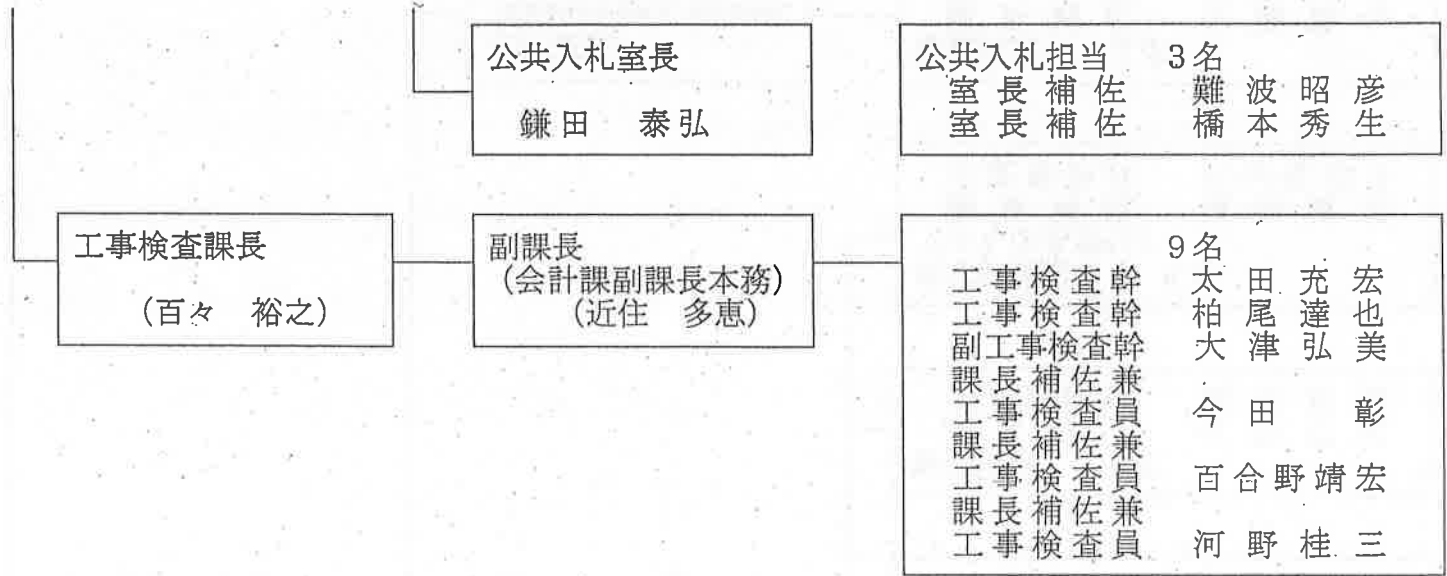 公共入札室長
鎌田　泰弘
公共入札担当　3名
室長補佐　難波昭彦
室長補佐　橋本秀生
工事検査課長
(百々　裕之)
副課長
(会計課副課長本務)
(近住　多恵)
9名
工事検査幹　太田充宏
工事検査幹　柏尾達也
副工事検査幹　大津弘美
課長補佐兼
工事検査員　今田　彰
課長補佐兼
工事検査員　百合野靖宏
課長補佐兼
工事検査員　河野桂三